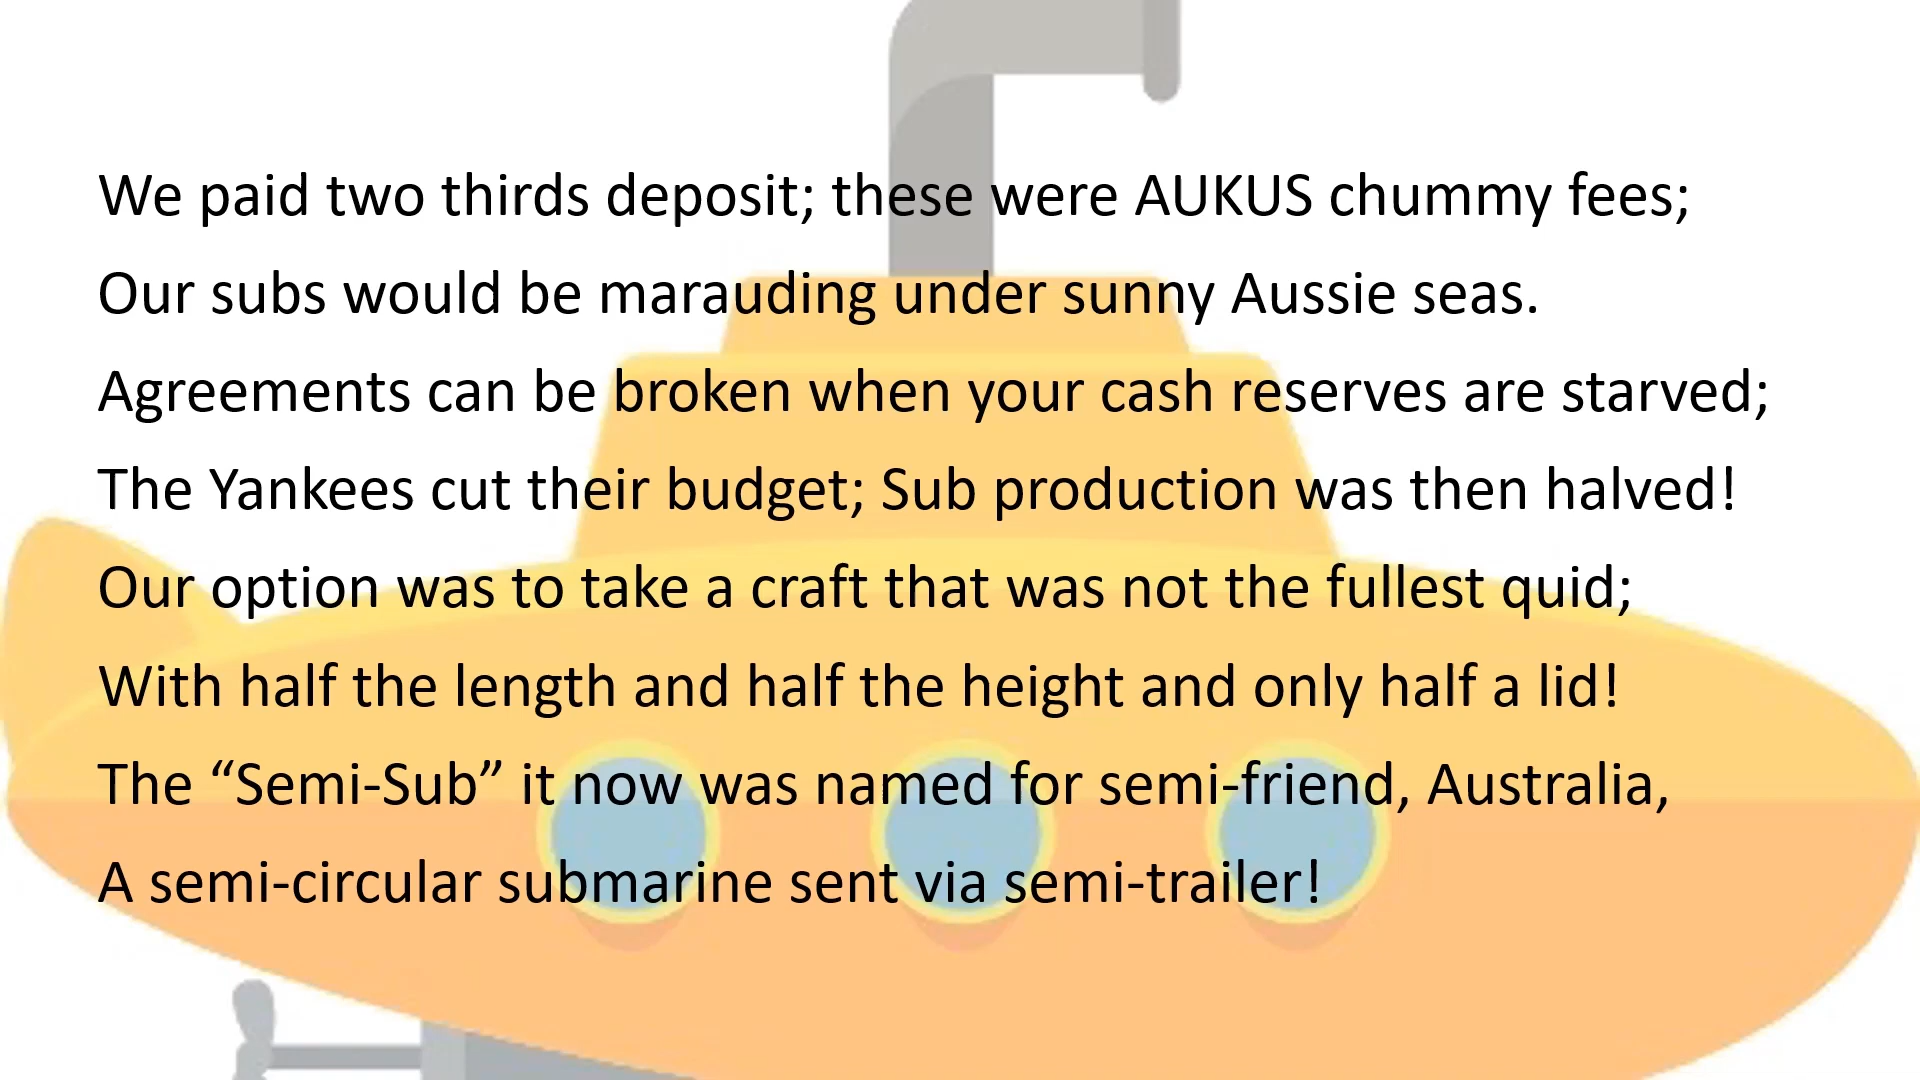 We paid two thirds deposit; these were AUKUS chummy fees;
Our subs would be marauding under sunny Aussie seas.
Agreements can be broken when your cash reserves are starved;
The Yankees cut their budget; Sub production was then halved!
Our option was to take a craft that was not the fullest quid;
With half the length and half the height and only half a lid!
The “Semi-Sub” it now was named for semi-friend, Australia,
A semi-circular submarine sent via semi-trailer!